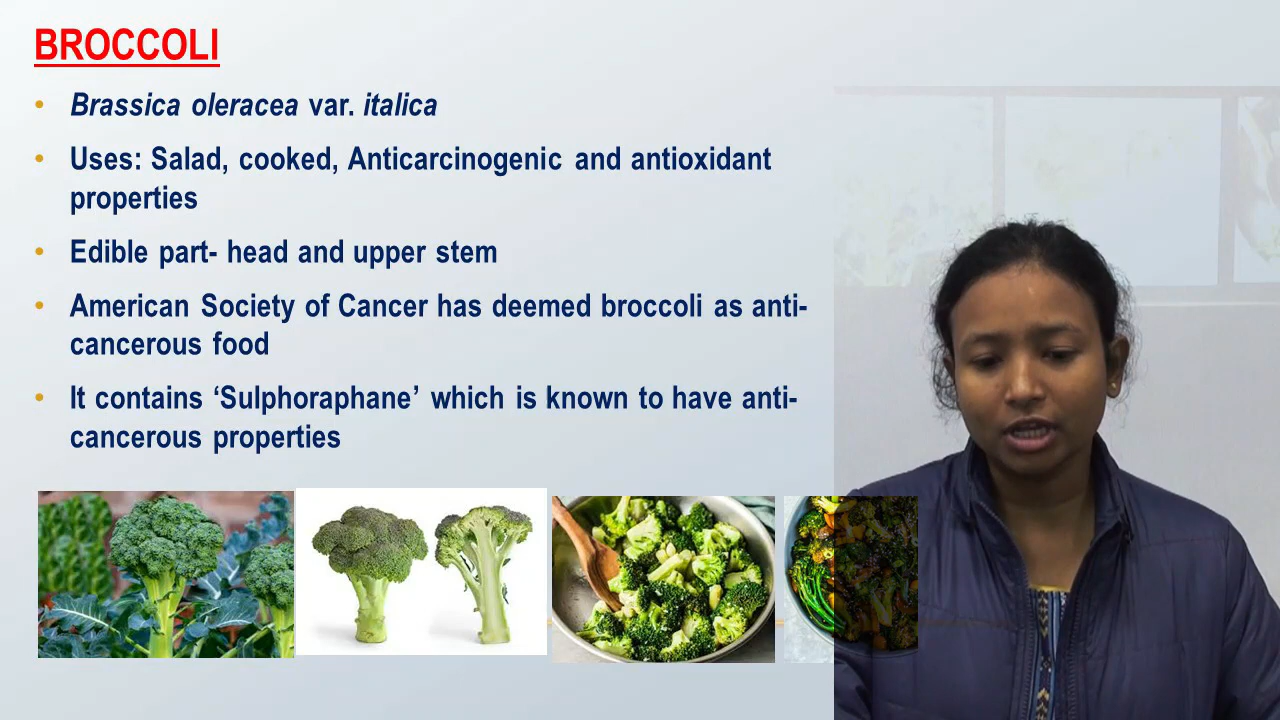 BROCCOLI
• Brassica oleracea var. italica
• Uses: Salad, cooked, Anticarcinogenic and antioxidant
properties
• Edible part- head and upper stem
• American Society of Cancer has deemed broccoli as anti-
cancerous food
• It contains ‘Sulphoraphane’ which is known to have anti-
cancerous properties